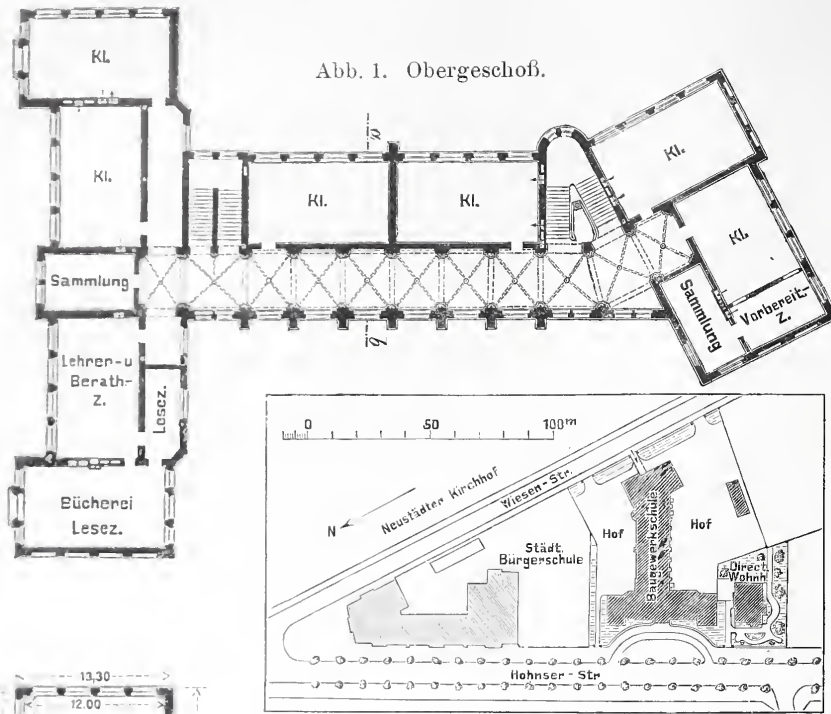 Abb. 1. Obergeschoß.
Kl.
Kl.
Kl.
Kl.
Kl.
Kl.
a
b
Sammlung
Lehrer-u
Berath-
Z.
Lesez.
Bücherei
Lesez.
Sammlung
Vorbereit-
Z.
0 50 100m
N
Neustädter Kirchhof
Wiesen-Str.
Städt.
Bürgerschule
Hof
Baugewerkschule
Hof
Direct.
Wohnh.
Hohnser-Str
13,30
12.00